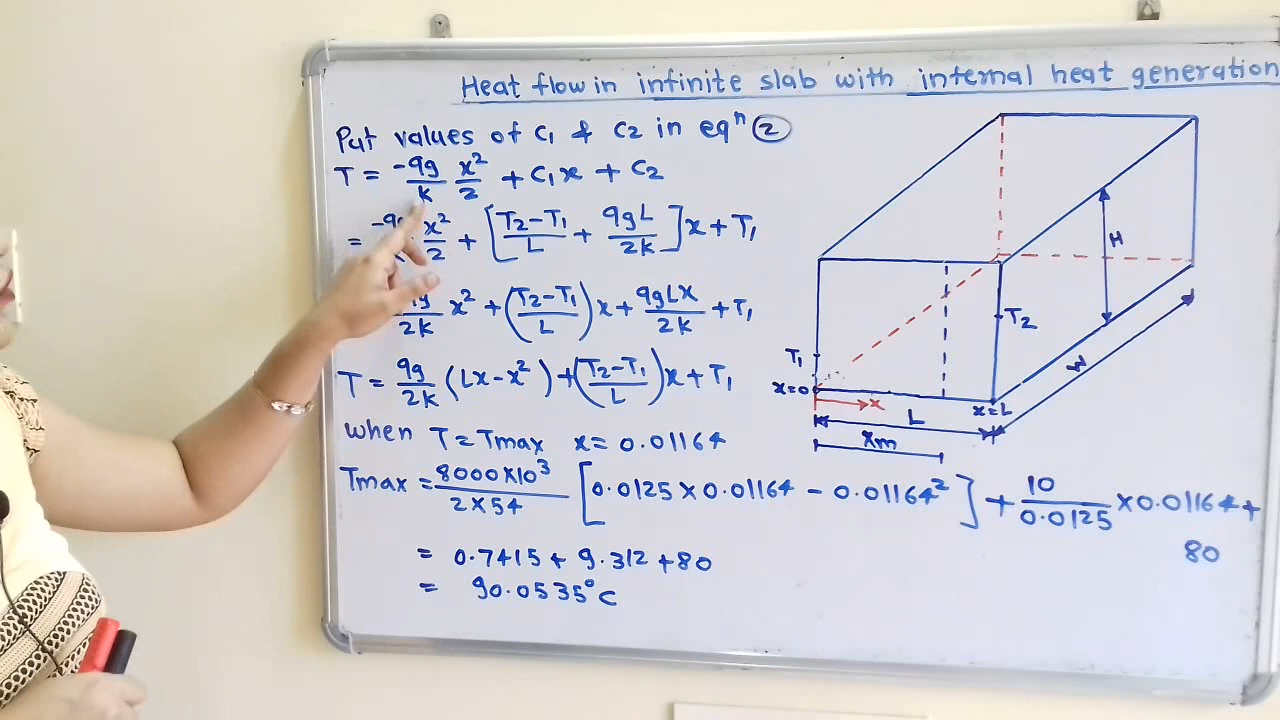 Heat flow in infinite slab with internal heat generation
Put values of C₁ & C₂ in eqⁿ ②
T = -qg/k x²/2 + C₁x + C₂
= -q x²/2 + [(T₂-T₁)/L + qgL/2k] x + T₁
g/2k x² + ((T₂-T₁)/L) x + qgLx/2k + T₁
T = qg/2k (Lx-x²) + ((T₂-T₁)/L) x + T₁
when T = Tmax x = 0.01164
Tmax = 8000×10³/2×54 [0.0125×0.01164 - 0.01164²] + 10/0.0125 ×0.01164 +
80
= 0.7415 + 9.312 + 80
= 90.0535°C
H
T₂
T₁
x=0
x
x=L
W
L
xm